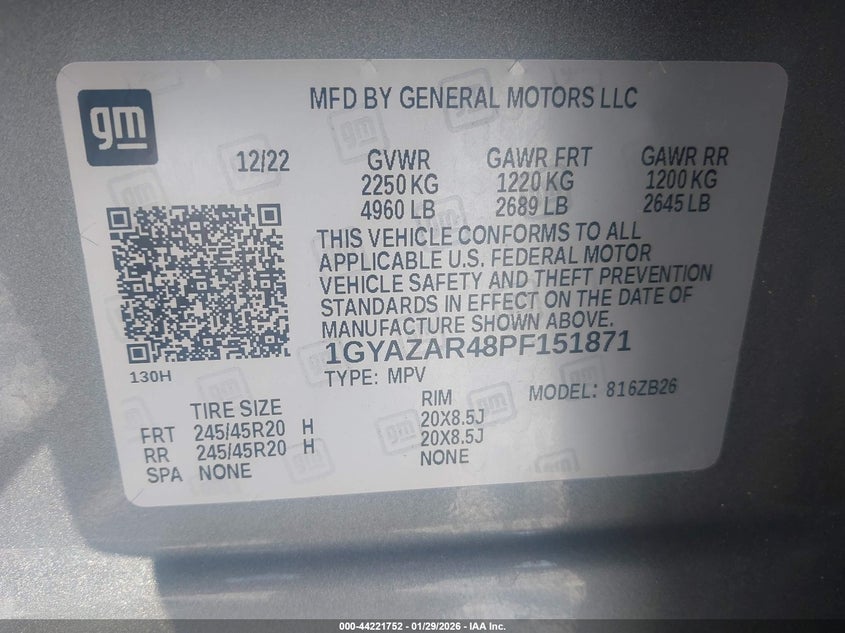 gm
MFD BY GENERAL MOTORS LLC
12/22
GVWR
2250 KG
4960 LB
GAWR FRT
1220 KG
2689 LB
GAWR RR
1200 KG
2645 LB
THIS VEHICLE CONFORMS TO ALL
APPLICABLE U.S. FEDERAL MOTOR
VEHICLE SAFETY AND THEFT PREVENTION
STANDARDS IN EFFECT ON THE DATE OF
MANUFACTURE SHOWN ABOVE.
1GYAZAR48PF151871
130H
TYPE: MPV
MODEL: 816ZB26
TIRE SIZE
RIM
FRT 245/45R20 H 20X8.5J
RR 245/45R20 H 20X8.5J
SPA NONE NONE
000-44221752 | 01/29/2026 - IAA Inc.